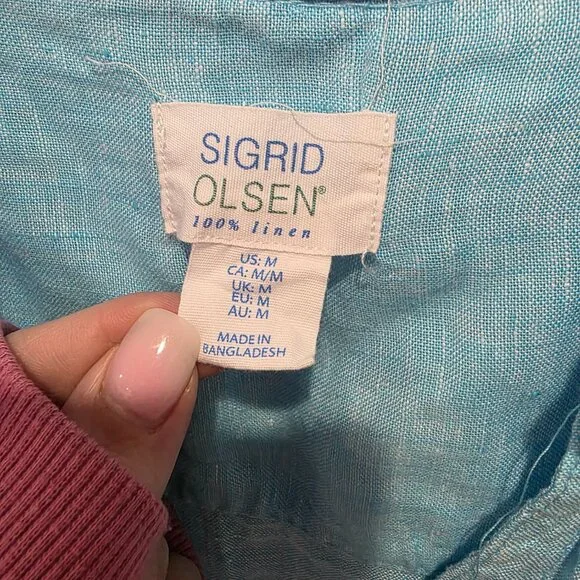 SIGRID
OLSEN®
100% linen
US: M
CA: M/M
UK: M
EU: M
AU: M
MADE IN
BANGLADESH